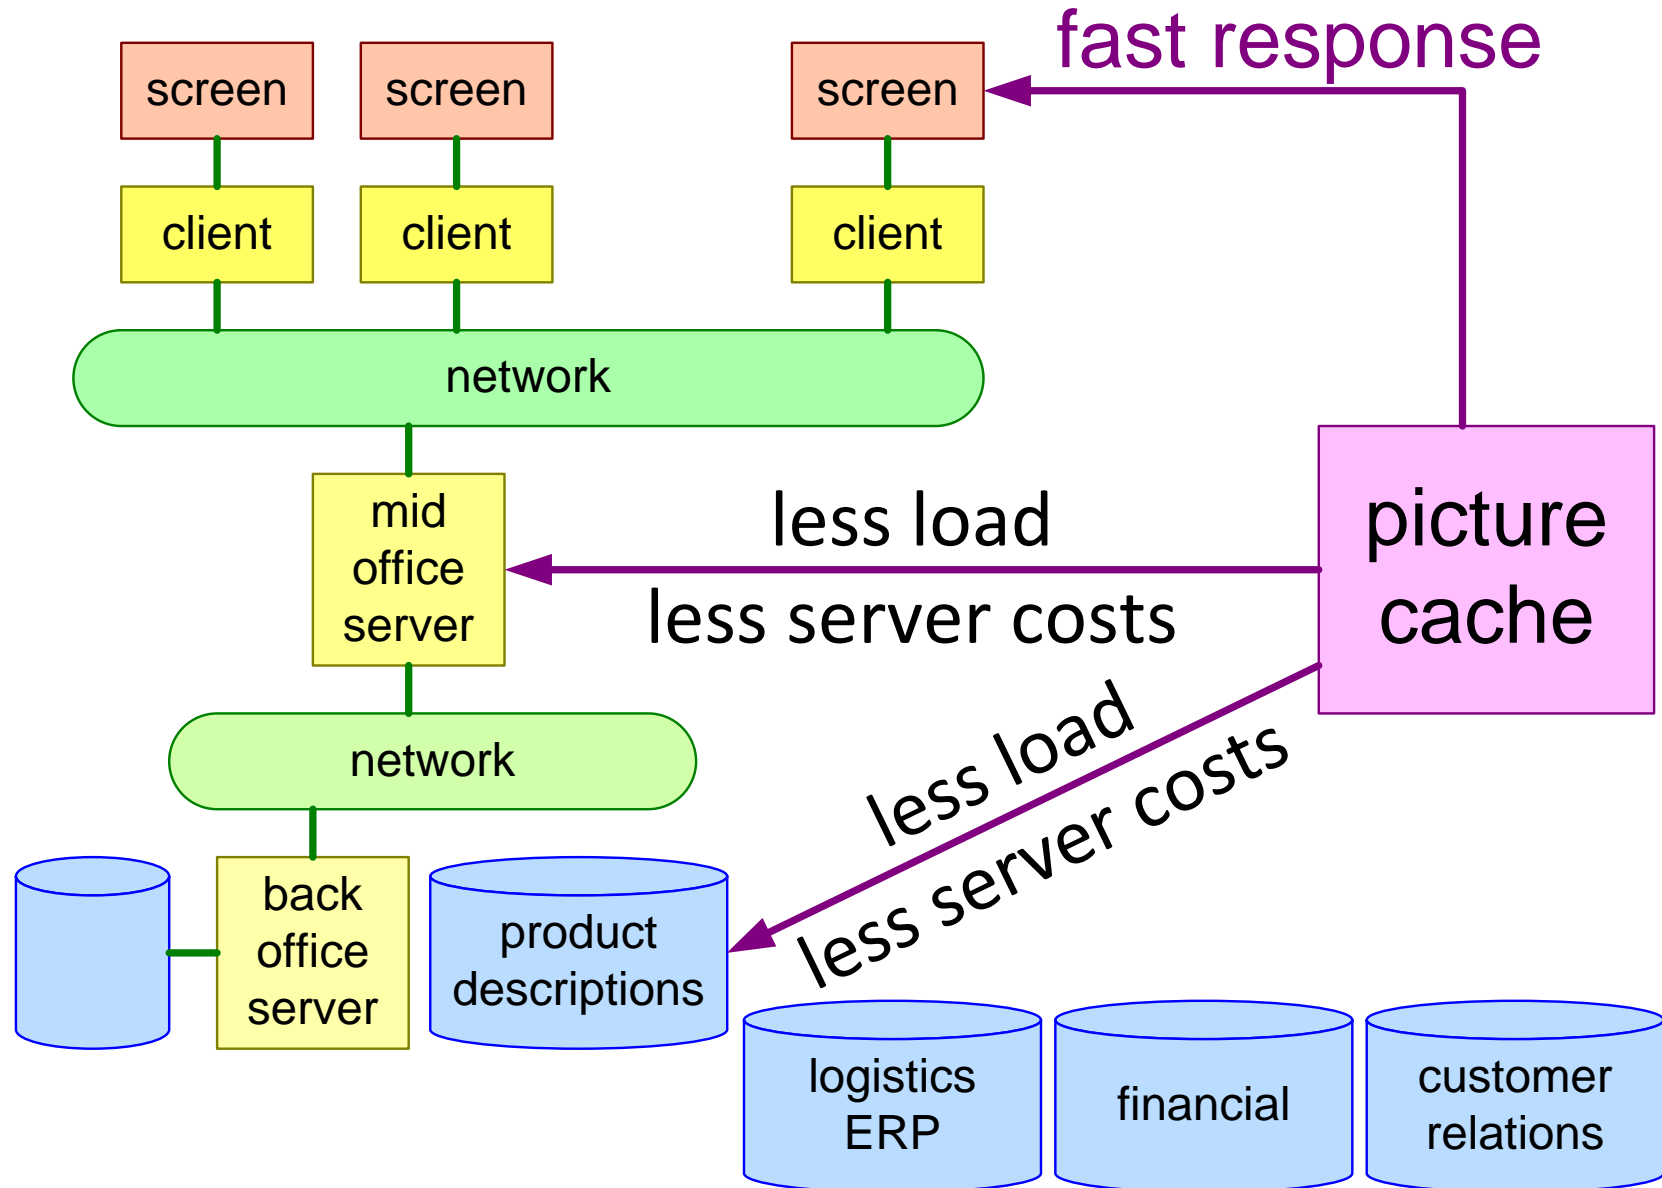 fast response
screen
screen
screen
client
client
client
network
mid
office
server
less load
less server costs
picture
cache
network
less load
less server costs
back
office
server
product
descriptions
logistics
ERP
financial
customer
relations